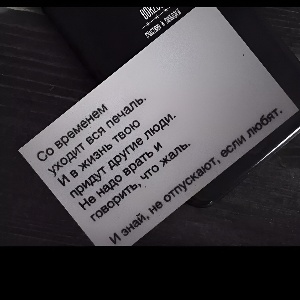 Со временем
уходит вся печаль.
И в жизнь твою
придут другие люди.
Не надо врать и
говорить, что жаль.
И знай, не отпускают, если любят.